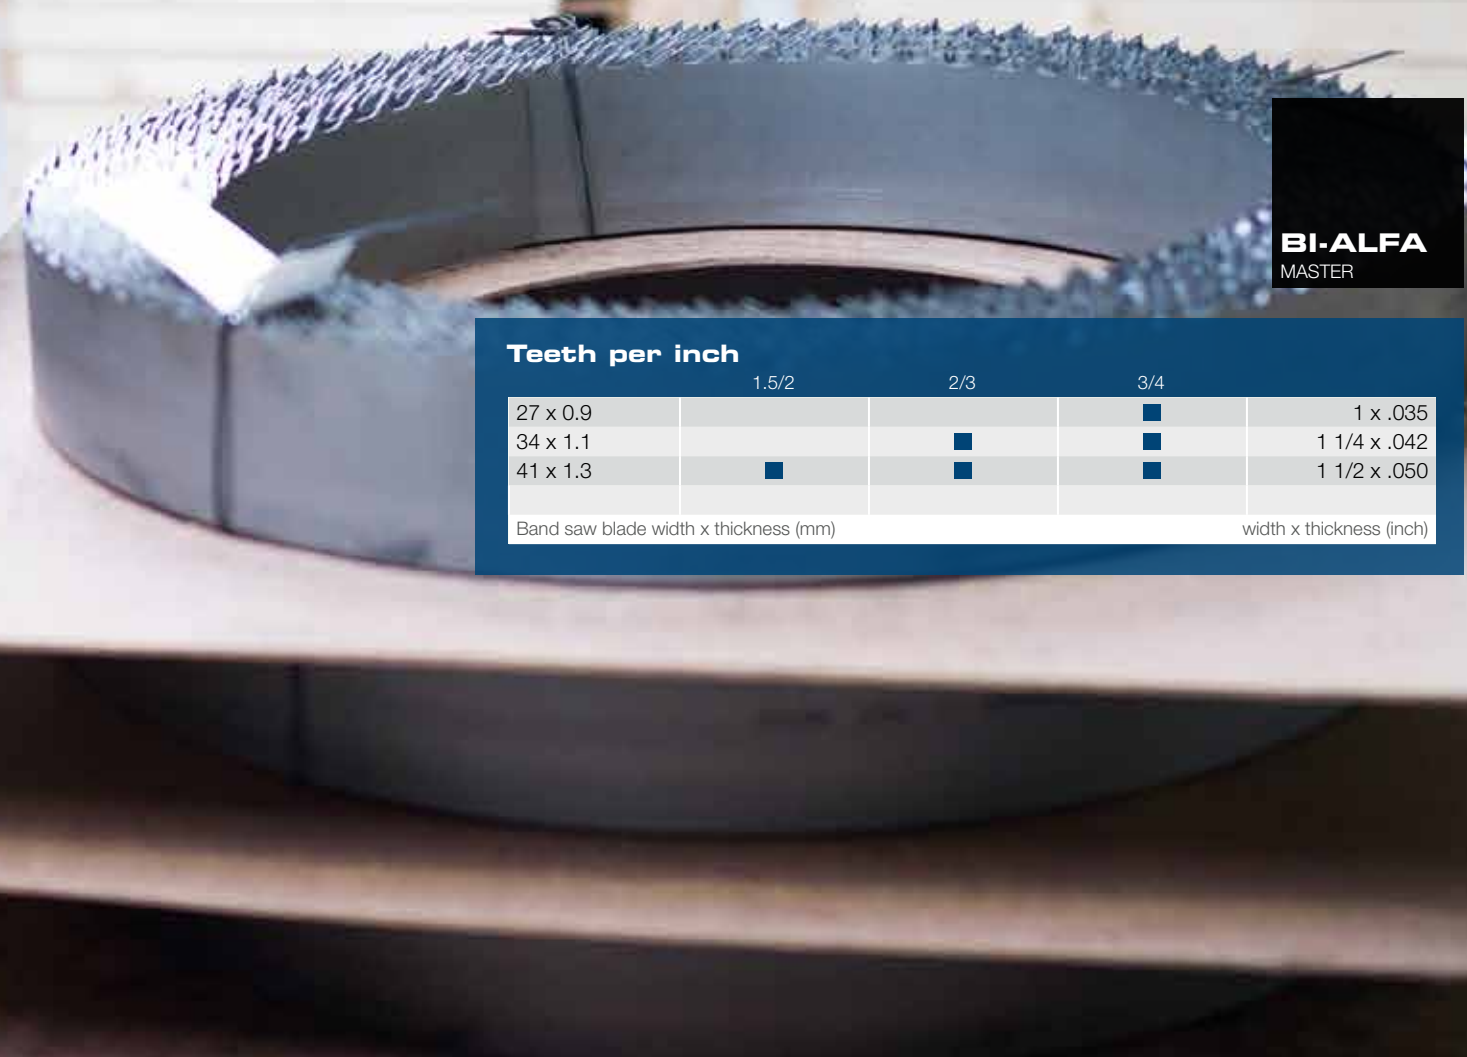 BI-ALFA
MASTER
Teeth per inch
1.5/2 2/3 3/4
27 x 0.9 1 x .035
34 x 1.1 1 1/4 x .042
41 x 1.3 1 1/2 x .050
Band saw blade width x thickness (mm) width x thickness (inch)